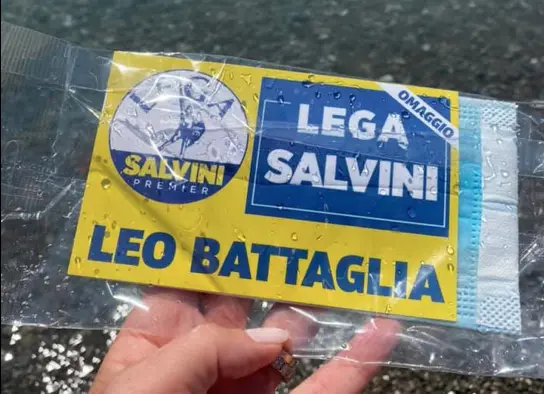 LEGA
SALVINI
PREMIER
LEGA
SALVINI
OMAGGIO
LEO BATTAGLIA